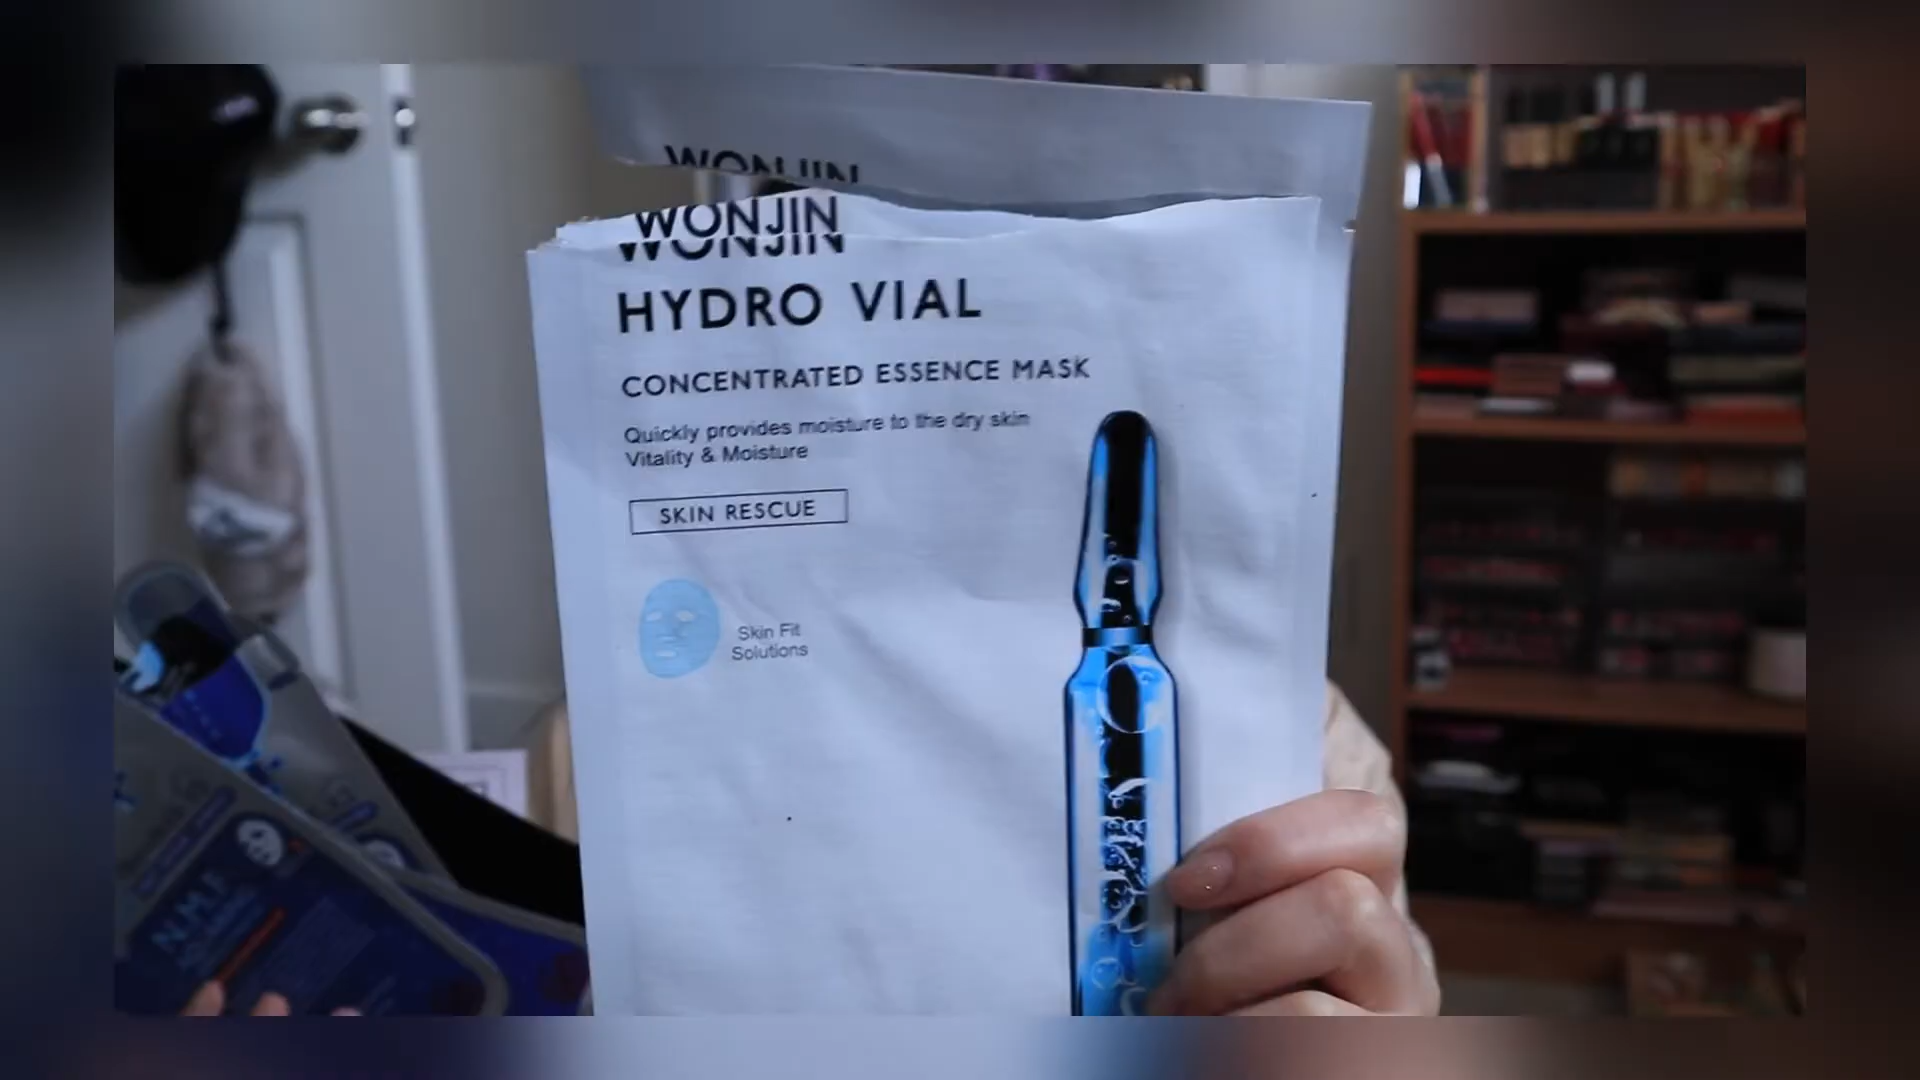 WONJIN
WONJIN
WONJIN
HYDRO VIAL
CONCENTRATED ESSENCE MASK
Quickly provides moisture to the dry skin
Vitality & Moisture
SKIN RESCUE
Skin Fit
Solutions
N.M.F